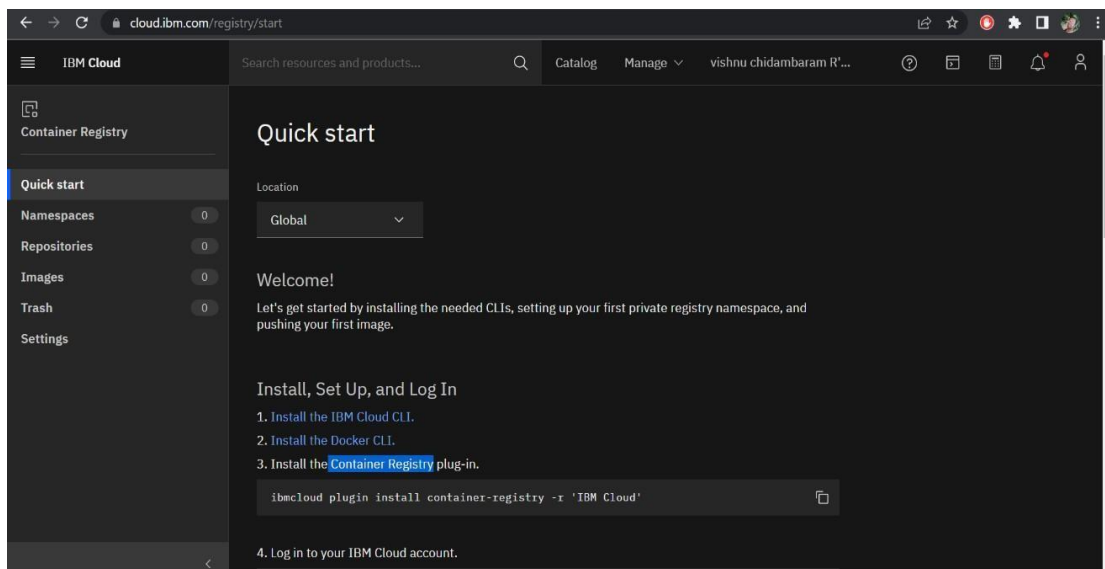 cloud.ibm.com/registry/start
IBM Cloud
Search resources and products...
Catalog
Manage
vishnu chidambaram R'...
Container Registry
Quick start
Namespaces 0
Repositories 0
Images 0
Trash 0
Settings
Quick start
Location
Global
Welcome!
Let's get started by installing the needed CLIs, setting up your first private registry namespace, and
pushing your first image.
Install, Set Up, and Log In
1. Install the IBM Cloud CLI.
2. Install the Docker CLI.
3. Install the Container Registry plug-in.
ibmcloud plugin install container-registry -r 'IBM Cloud'
4. Log in to your IBM Cloud account.